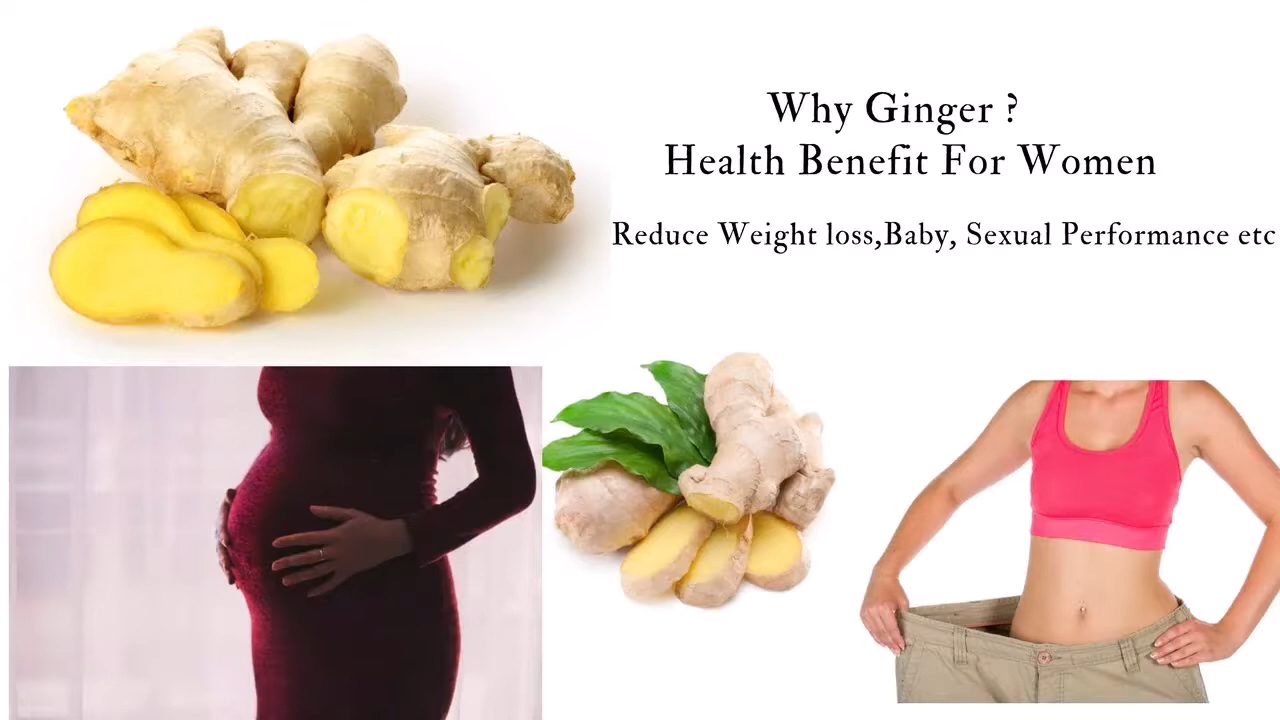 Why Ginger ?
Health Benefit For Women
Reduce Weight loss,Baby, Sexual Performance etc